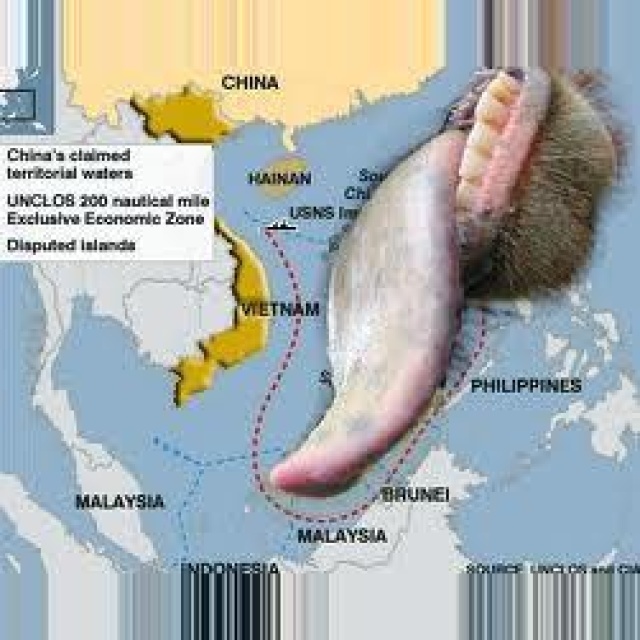 CHINA
China's claimed
territorial waters
HAINAN
UNCLOS 200 nautical mile
Exclusive Economic Zone
USNS
Disputed islands
VIETNAM
PHILIPPINES
MALAYSIA
BRUNEI
MALAYSIA
INDONESIA
SOURCE: UNCLOS and CIA